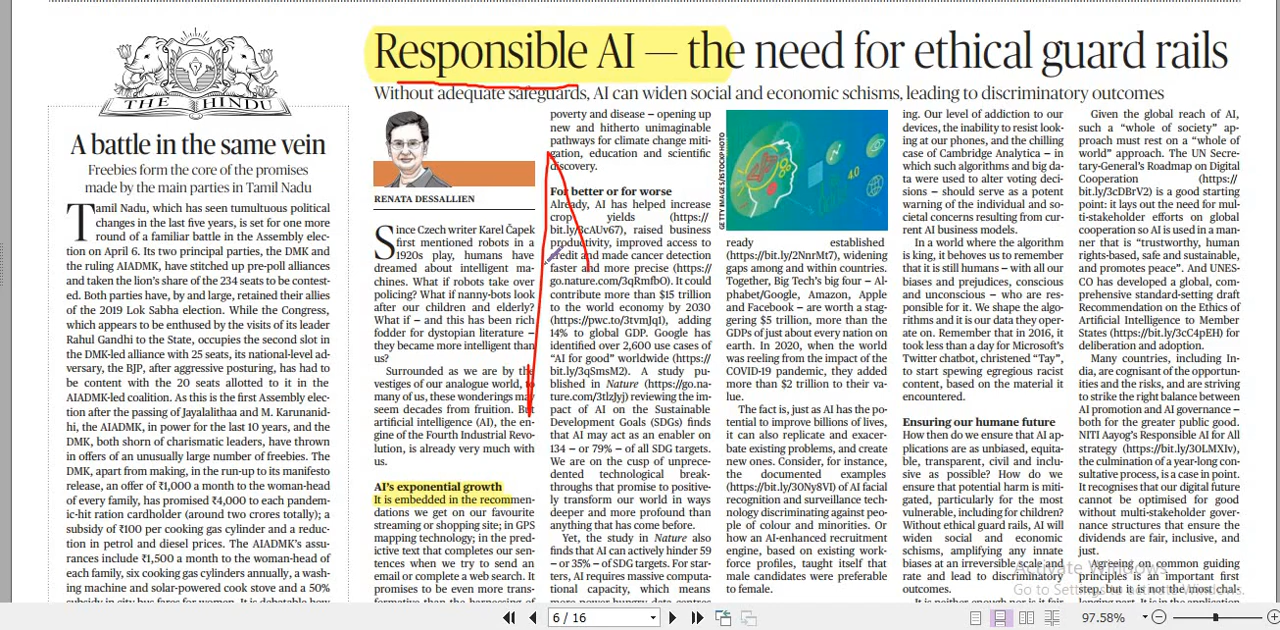 Responsible AI — the need for ethical guard rails
Without adequate safeguards, AI can widen social and economic schisms, leading to discriminatory outcomes
THE HINDU
A battle in the same vein
Freebies form the core of the promises
made by the main parties in Tamil Nadu
Tamil Nadu, which has seen tumultuous political
changes in the last five years, is set for one more
round of a familiar battle in the Assembly elec-
tion on April 6. Its two principal parties, the DMK and
the ruling AIADMK, have stitched up pre-poll alliances
and taken the lion's share of the 234 seats to be contest-
ed. Both parties have, by and large, retained their allies
of the 2019 Lok Sabha election. While the Congress,
which appears to be enthused by the visits of its leader
Rahul Gandhi to the State, occupies the second slot in
the DMK-led alliance with 25 seats, its national-level ad-
versary, the BJP, after aggressive posturing, has had to
be content with the 20 seats allotted to it in the
AIADMK-led coalition. As this is the first Assembly elec-
tion after the passing of Jayalalithaa and M. Karunanid-
hi, the AIADMK, in power for the last 10 years, and the
DMK, both shorn of charismatic leaders, have thrown
in offers of an unusually large number of freebies. The
DMK, apart from making, in the run-up to its manifesto
release, an offer of ₹1,000 a month to the woman-head
of every family, has promised ₹4,000 to each pandem-
ic-hit ration cardholder (around two crores totally); a
subsidy of ₹100 per cooking gas cylinder and a reduc-
tion in petrol and diesel prices. The AIADMK's assu-
rances include ₹1,500 a month to the woman-head of
each family, six cooking gas cylinders annually, a wash-
ing machine and solar-powered cook stove and a 50%
subsidy in city bus fares for women. It is debatable how
RENATA DESSALLIEN
Since Czech writer Karel Čapek
first mentioned robots in a
1920s play, humans have
dreamed about intelligent ma-
chines. What if robots take over
policing? What if nanny-bots look
after our children and elderly?
What if – and this has been rich
fodder for dystopian literature –
they became more intelligent than
us?
Surrounded as we are by the
vestiges of our analogue world, to
many of us, these wonderings may
seem decades from fruition. But
artificial intelligence (AI), the en-
gine of the Fourth Industrial Revo-
lution, is already very much with
us.
AI's exponential growth
It is embedded in the recommen-
dations we get on our favourite
streaming or shopping site; in GPS
mapping technology; in the pred-
ictive text that completes our sen-
tences when we try to send an
email or complete a web search. It
promises to be even more trans-
formative than the harnessing of
poverty and disease – opening up
new and hitherto unimaginable
pathways for climate change miti-
gation, education and scientific
discovery.
For better or for worse
Already, AI has helped increase
crop yields (https://
bit.ly/3cAUv67), raised business
productivity, improved access to
credit and made cancer detection
faster and more precise (https://
go.nature.com/3qRmfbO). It could
contribute more than $15 trillion
to the world economy by 2030
(https://pwc.to/3tvmJqI), adding
14% to global GDP. Google has
identified over 2,600 use cases of
“AI for good” worldwide (https://
bit.ly/3qSmsM2). A study pu-
blished in Nature (https://go.na-
ture.com/3tlzJyj) reviewing the im-
pact of AI on the Sustainable
Development Goals (SDGs) finds
that AI may act as an enabler on
134 – or 79% – of all SDG targets.
We are on the cusp of unprece-
dented technological break-
throughs that promise to positive-
ly transform our world in ways
deeper and more profound than
anything that has come before.
Yet, the study in Nature also
finds that AI can actively hinder 59
– or 35% – of SDG targets. For star-
ters, AI requires massive computa-
tional capacity, which means
more power-hungry data centres
GETTY IMAGES/ISTOCKPHOTO
4.0
ready established
(https://bit.ly/2NnrMt7), widening
gaps among and within countries.
Together, Big Tech's big four – Al-
phabet/Google, Amazon, Apple
and Facebook – are worth a stag-
gering $5 trillion, more than the
GDPs of just about every nation on
earth. In 2020, when the world
was reeling from the impact of the
COVID-19 pandemic, they added
more than $2 trillion to their va-
lue.
The fact is, just as AI has the po-
tential to improve billions of lives,
it can also replicate and exacer-
bate existing problems, and create
new ones. Consider, for instance,
the documented examples
(https://bit.ly/30Ny8VI) of AI facial
recognition and surveillance tech-
nology discriminating against peo-
ple of colour and minorities. Or
how an AI-enhanced recruitment
engine, based on existing work-
force profiles, taught itself that
male candidates were preferable
to female.
ing. Our level of addiction to our
devices, the inability to resist look-
ing at our phones, and the chilling
case of Cambridge Analytica – in
which such algorithms and big da-
ta were used to alter voting deci-
sions – should serve as a potent
warning of the individual and so-
cietal concerns resulting from cur-
rent AI business models.
In a world where the algorithm
is king, it behoves us to remember
that it is still humans – with all our
biases and prejudices, conscious
and unconscious – who are res-
ponsible for it. We shape the algo-
rithms and it is our data they oper-
ate on. Remember that in 2016, it
took less than a day for Microsoft's
Twitter chatbot, christened “Tay”,
to start spewing egregious racist
content, based on the material it
encountered.
Ensuring our humane future
How then do we ensure that AI ap-
plications are as unbiased, equita-
ble, transparent, civil and inclu-
sive as possible? How do we
ensure that potential harm is mit-
igated, particularly for the most
vulnerable, including for children?
Without ethical guard rails, AI will
widen social and economic
schisms, amplifying any innate
biases at an irreversible scale and
rate and lead to discriminatory
outcomes.
It is neither enough nor is it fair
Given the global reach of AI,
such a “whole of society” ap-
proach must rest on a “whole of
world” approach. The UN Secre-
tary-General's Roadmap on Digital
Cooperation (https://
bit.ly/3cDBrV2) is a good starting
point: it lays out the need for mul-
ti-stakeholder efforts on global
cooperation so AI is used in a man-
ner that is “trustworthy, human
rights-based, safe and sustainable,
and promotes peace”. And UNES-
CO has developed a global, com-
prehensive standard-setting draft
Recommendation on the Ethics of
Artificial Intelligence to Member
States (https://bit.ly/3cC4pEH) for
deliberation and adoption.
Many countries, including In-
dia, are cognisant of the opportun-
ities and the risks, and are striving
to strike the right balance between
AI promotion and AI governance –
both for the greater public good.
NITI Aayog's Responsible AI for All
strategy (https://bit.ly/30LMXIv),
the culmination of a year-long con-
sultative process, is a case in point.
It recognises that our digital future
cannot be optimised for good
without multi-stakeholder gover-
nance structures that ensure the
dividends are fair, inclusive, and
just.
Agreeing on common guiding
principles is an important first
step, but it is not the most chal-
Activate Windows
Go to Settings to activate Windows.
6 / 16
97.58%